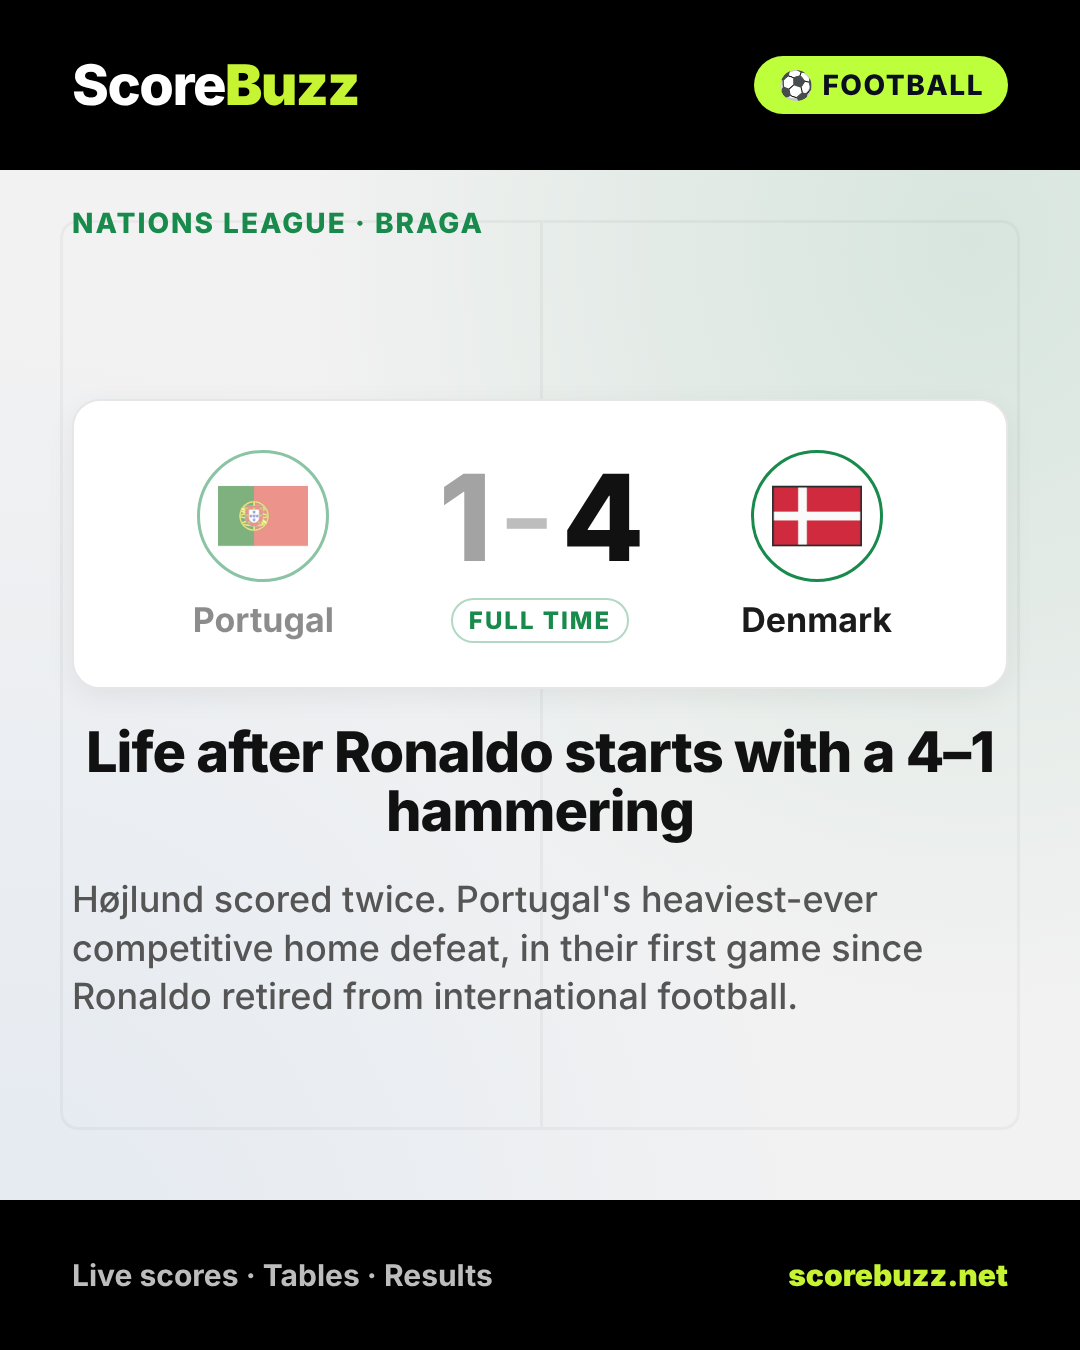 ScoreBuzz
⚽ FOOTBALL
NATIONS LEAGUE · BRAGA
1 – 4
Portugal
FULL TIME
Denmark
Life after Ronaldo starts with a 4–1
hammering
Højlund scored twice. Portugal's heaviest-ever
competitive home defeat, in their first game since
Ronaldo retired from international football.
Live scores · Tables · Results
scorebuzz.net